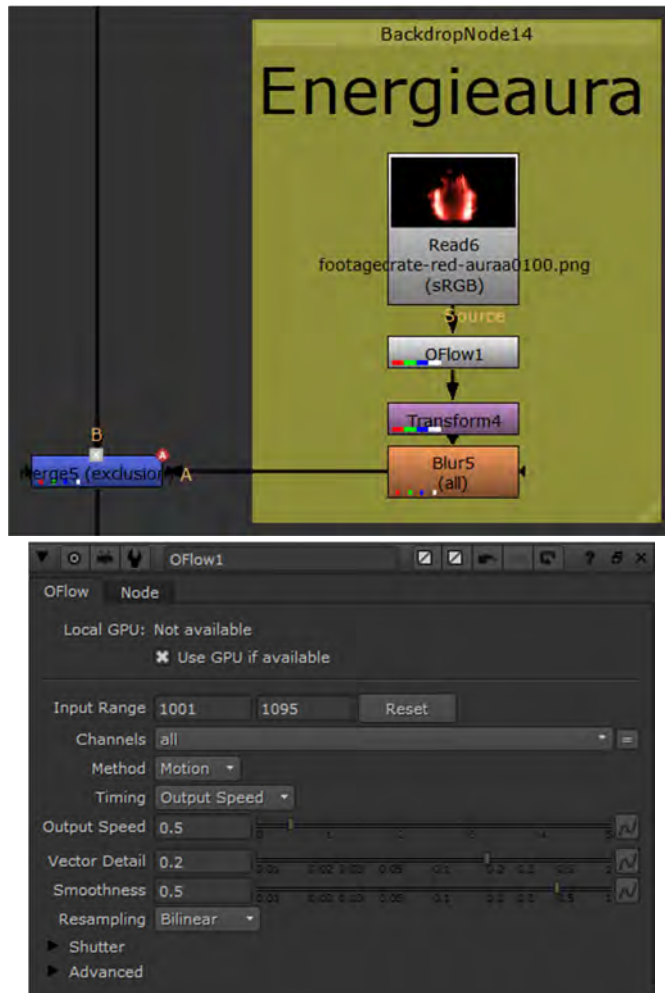 BackdropNode14
Energieaura
Read6
footagecrate-red-auraa0100.png
(sRGB)
Source
OFlow1
Transform4
B
Blur5
(all)
A
A
OFlow1
?
OFlow Node
Local GPU: Not available
Use GPU if available
Input Range 1001 1095 Reset
Channels all =
Method Motion
Timing Output Speed
Output Speed 0.5
Vector Detail 0.2
Smoothness 0.5
Resampling Bilinear
Shutter
Advanced